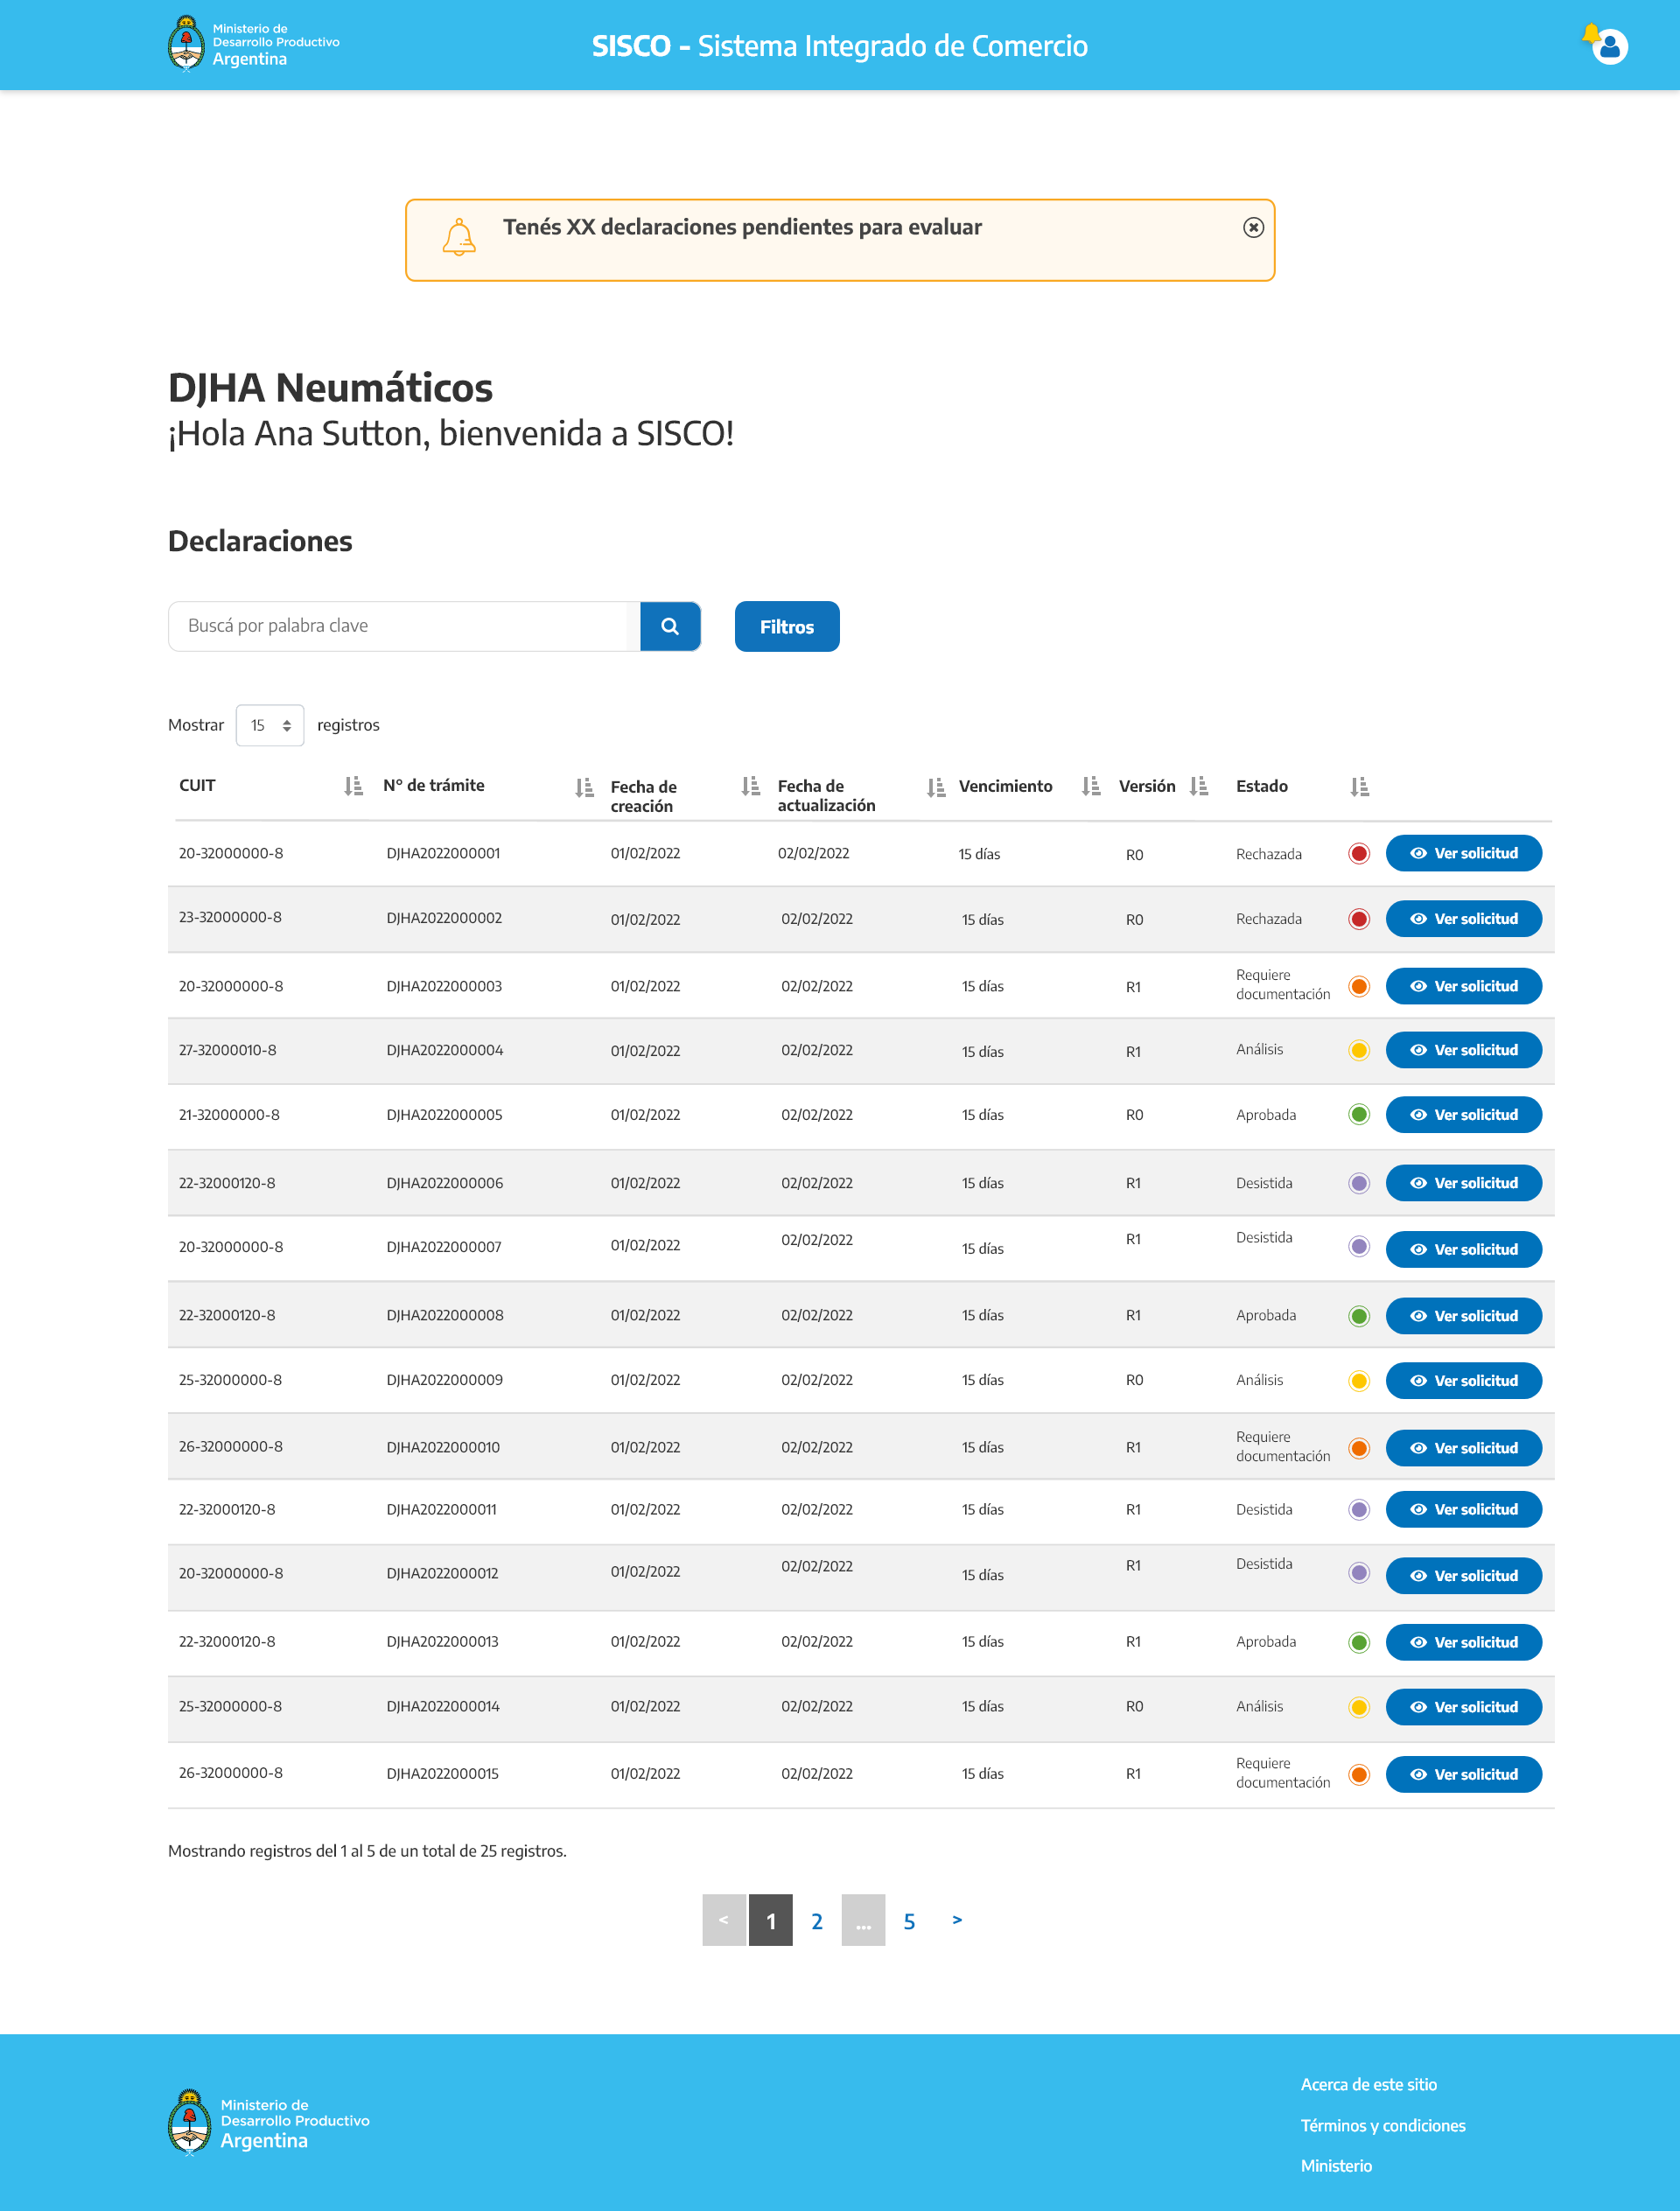 Ministerio de
Desarrollo Productivo
Argentina
SISCO - Sistema Integrado de Comercio
Tenés XX declaraciones pendientes para evaluar
DJHA Neumáticos
¡Hola Ana Sutton, bienvenida a SISCO!
Declaraciones
Buscá por palabra clave
Filtros
Mostrar 15 registros
CUIT N° de trámite Fecha de creación Fecha de actualización Vencimiento Versión Estado
20-32000000-8 DJHA2022000001 01/02/2022 02/02/2022 15 días R0 Rechazada Ver solicitud
23-32000000-8 DJHA2022000002 01/02/2022 02/02/2022 15 días R0 Rechazada Ver solicitud
20-32000000-8 DJHA2022000003 01/02/2022 02/02/2022 15 días R1 Requiere documentación Ver solicitud
27-32000010-8 DJHA2022000004 01/02/2022 02/02/2022 15 días R1 Análisis Ver solicitud
21-32000000-8 DJHA2022000005 01/02/2022 02/02/2022 15 días R0 Aprobada Ver solicitud
22-32000120-8 DJHA2022000006 01/02/2022 02/02/2022 15 días R1 Desistida Ver solicitud
20-32000000-8 DJHA2022000007 01/02/2022 02/02/2022 15 días R1 Desistida Ver solicitud
22-32000120-8 DJHA2022000008 01/02/2022 02/02/2022 15 días R1 Aprobada Ver solicitud
25-32000000-8 DJHA2022000009 01/02/2022 02/02/2022 15 días R0 Análisis Ver solicitud
26-32000000-8 DJHA2022000010 01/02/2022 02/02/2022 15 días R1 Requiere documentación Ver solicitud
22-32000120-8 DJHA2022000011 01/02/2022 02/02/2022 15 días R1 Desistida Ver solicitud
20-32000000-8 DJHA2022000012 01/02/2022 02/02/2022 15 días R1 Desistida Ver solicitud
22-32000120-8 DJHA2022000013 01/02/2022 02/02/2022 15 días R1 Aprobada Ver solicitud
25-32000000-8 DJHA2022000014 01/02/2022 02/02/2022 15 días R0 Análisis Ver solicitud
26-32000000-8 DJHA2022000015 01/02/2022 02/02/2022 15 días R1 Requiere documentación Ver solicitud
Mostrando registros del 1 al 5 de un total de 25 registros.
< 1 2 ... 5 >
Ministerio de
Desarrollo Productivo
Argentina
Acerca de este sitio
Términos y condiciones
Ministerio